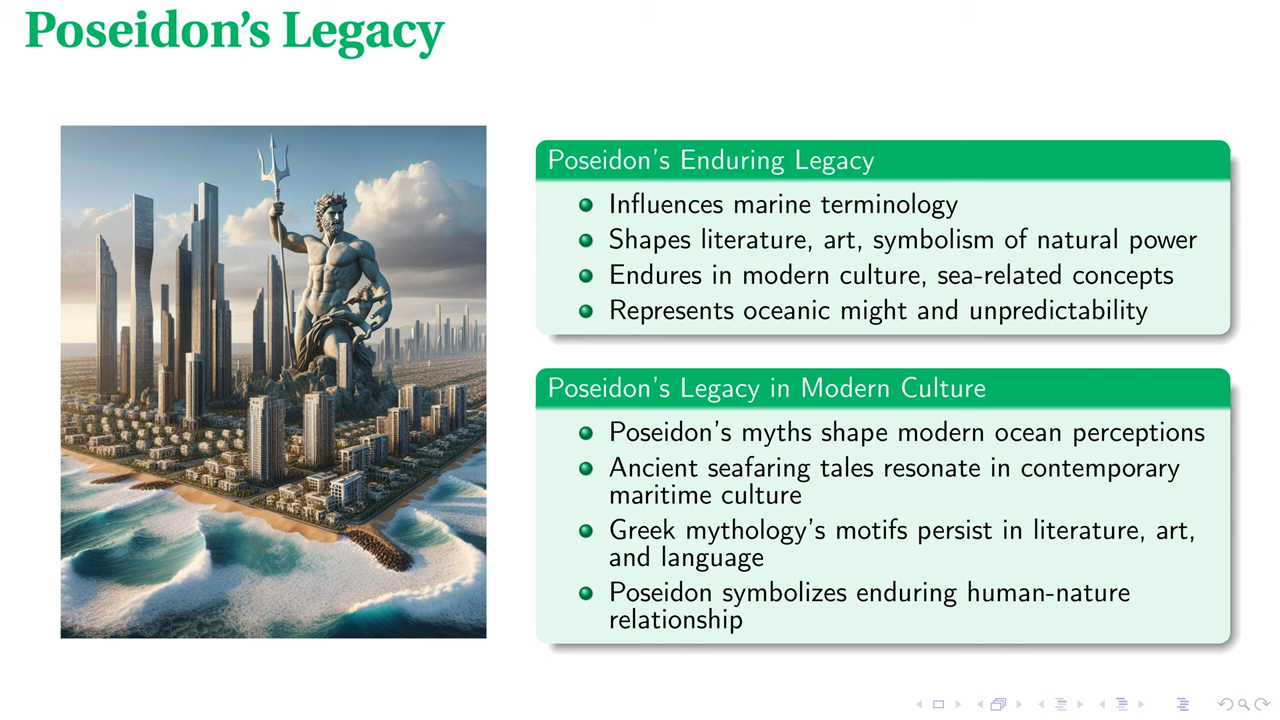 Poseidon's Legacy
Poseidon's Enduring Legacy
Influences marine terminology
Shapes literature, art, symbolism of natural power
Endures in modern culture, sea-related concepts
Represents oceanic might and unpredictability
Poseidon's Legacy in Modern Culture
Poseidon's myths shape modern ocean perceptions
Ancient seafaring tales resonate in contemporary
maritime culture
Greek mythology's motifs persist in literature, art,
and language
Poseidon symbolizes enduring human-nature
relationship